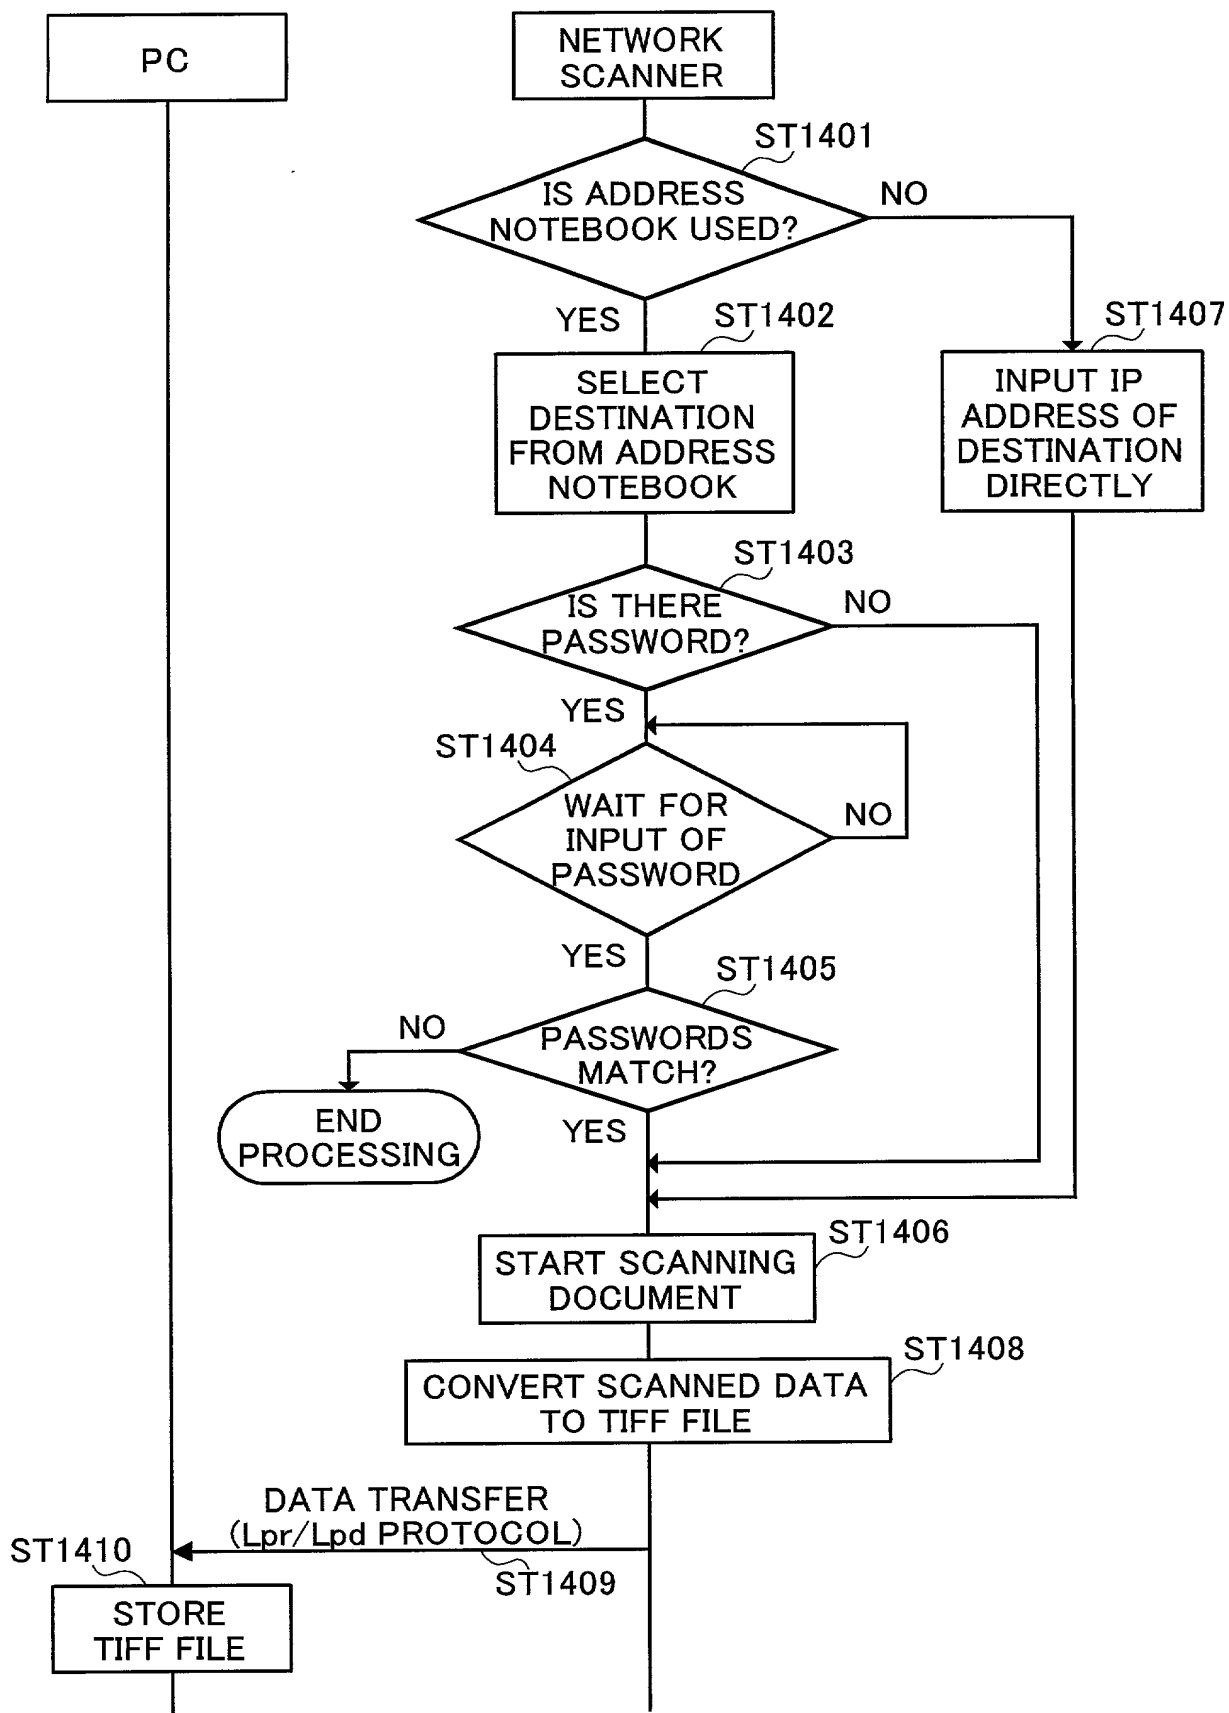 PC
NETWORK
SCANNER
ST1401
IS ADDRESS
NOTEBOOK USED?
NO
YES
ST1402
ST1407
SELECT
DESTINATION
FROM ADDRESS
NOTEBOOK
INPUT IP
ADDRESS OF
DESTINATION
DIRECTLY
ST1403
IS THERE
PASSWORD?
NO
YES
ST1404
WAIT FOR
INPUT OF
PASSWORD
NO
YES
ST1405
NO
PASSWORDS
MATCH?
END
PROCESSING
YES
ST1406
START SCANNING
DOCUMENT
ST1408
CONVERT SCANNED DATA
TO TIFF FILE
DATA TRANSFER
(Lpr/Lpd PROTOCOL)
ST1410
ST1409
STORE
TIFF FILE